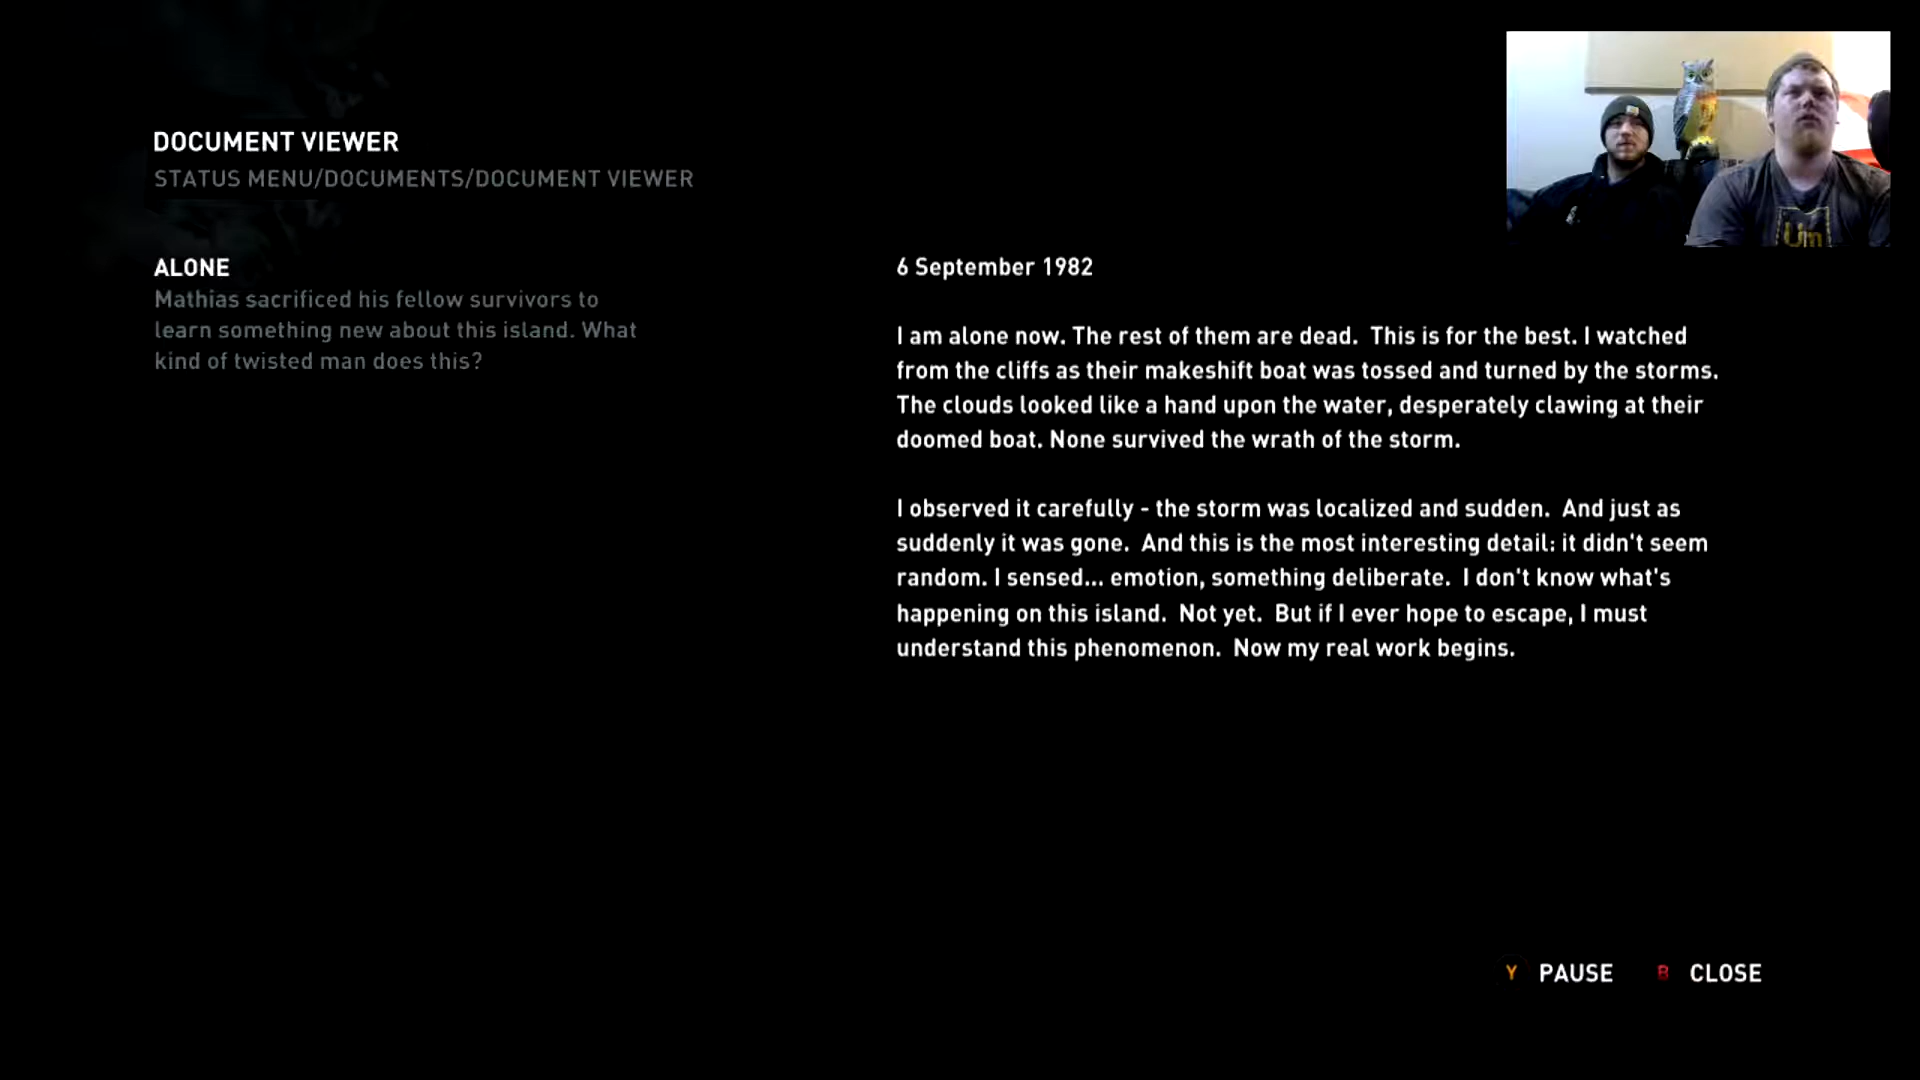 DOCUMENT VIEWER
STATUS MENU/DOCUMENTS/DOCUMENT VIEWER
ALONE
Mathias sacrificed his fellow survivors to
learn something new about this island. What
kind of twisted man does this?
6 September 1982
I am alone now. The rest of them are dead.  This is for the best. I watched
from the cliffs as their makeshift boat was tossed and turned by the storms.
The clouds looked like a hand upon the water, desperately clawing at their
doomed boat. None survived the wrath of the storm.
I observed it carefully - the storm was localized and sudden.  And just as
suddenly it was gone.  And this is the most interesting detail: it didn't seem
random. I sensed... emotion, something deliberate.  I don't know what's
happening on this island.  Not yet.  But if I ever hope to escape, I must
understand this phenomenon.  Now my real work begins.
Um
Y PAUSE B CLOSE